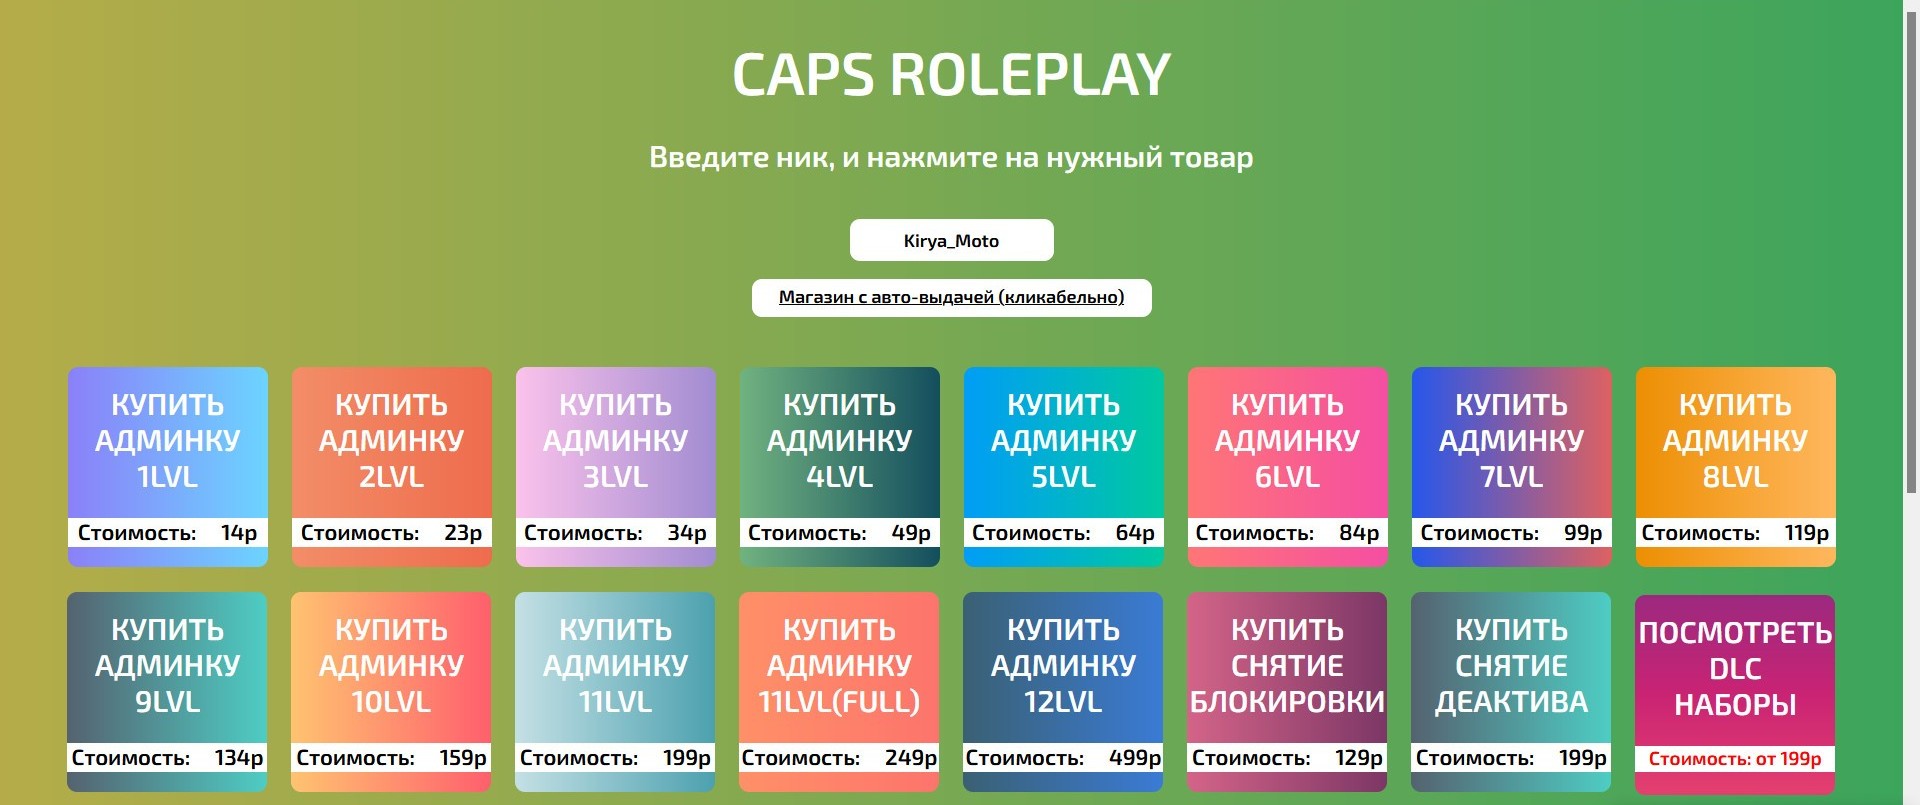 CAPS ROLEPLAY
Введите ник, и нажмите на нужный товар
Kirya_Moto
Магазин с авто-выдачей (кликабельно)
КУПИТЬ
АДМИНКУ
1LVL
Стоимость: 14р
КУПИТЬ
АДМИНКУ
2LVL
Стоимость: 23р
КУПИТЬ
АДМИНКУ
3LVL
Стоимость: 34р
КУПИТЬ
АДМИНКУ
4LVL
Стоимость: 49р
КУПИТЬ
АДМИНКУ
5LVL
Стоимость: 64р
КУПИТЬ
АДМИНКУ
6LVL
Стоимость: 84р
КУПИТЬ
АДМИНКУ
7LVL
Стоимость: 99р
КУПИТЬ
АДМИНКУ
8LVL
Стоимость: 119р
КУПИТЬ
АДМИНКУ
9LVL
Стоимость: 134р
КУПИТЬ
АДМИНКУ
10LVL
Стоимость: 159р
КУПИТЬ
АДМИНКУ
11LVL
Стоимость: 199р
КУПИТЬ
АДМИНКУ
11LVL(FULL)
Стоимость: 249р
КУПИТЬ
АДМИНКУ
12LVL
Стоимость: 499р
КУПИТЬ
СНЯТИЕ
БЛОКИРОВКИ
Стоимость: 129р
КУПИТЬ
СНЯТИЕ
ДЕАКТИВА
Стоимость: 199р
ПОСМОТРЕТЬ
DLC
НАБОРЫ
Стоимость: от 199р